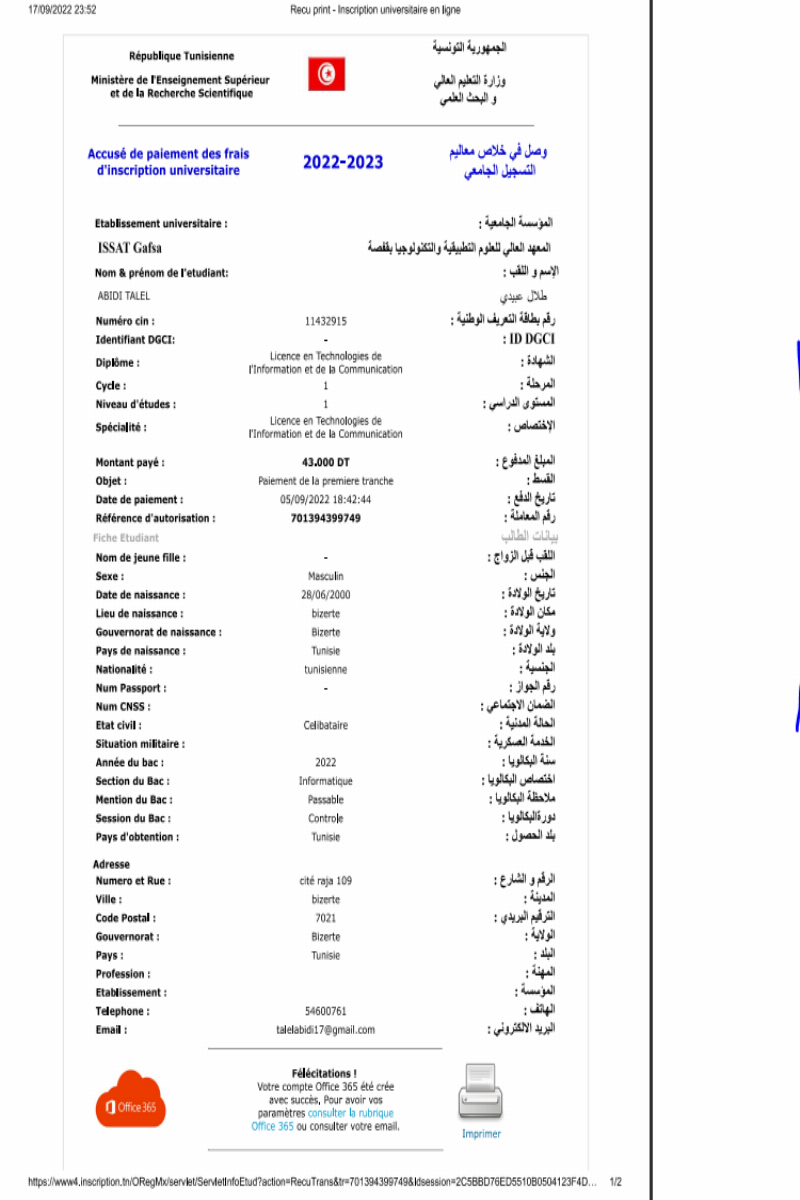 17/09/2022 23:52 Recu print - Inscription universitaire en ligne
République Tunisienne الجمهورية التونسية
Ministère de l'Enseignement Supérieur وزارة التعليم العالي
et de la Recherche Scientifique و البحث العلمي
Accusé de paiement des frais 2022-2023 وصل في خلاص معاليم
d'inscription universitaire التسجيل الجامعي
Etablissement universitaire : المؤسسة الجامعية :
ISSAT Gafsa المعهد العالي للعلوم التطبيقية والتكنولوجيا بقفصة
Nom & prénom de l'etudiant: الإسم و اللقب :
ABIDI TALEL طلال عبيدي
Numéro cin : 11432915 رقم بطاقة التعريف الوطنية :
Identifiant DGCI: - ID DGCI :
Diplôme : Licence en Technologies de الشهادة :
l'Information et de la Communication
Cycle : 1 المرحلة :
Niveau d'études : 1 المستوى الدراسي :
Spécialité : Licence en Technologies de الإختصاص :
l'Information et de la Communication
Montant payé : 43.000 DT المبلغ المدفوع :
Objet : Paiement de la premiere tranche القسط :
Date de paiement : 05/09/2022 18:42:44 تاريخ الدفع :
Référence d'autorisation : 701394399749 رقم المعاملة :
Fiche Etudiant بيانات الطالب
Nom de jeune fille : - اللقب قبل الزواج :
Sexe : Masculin الجنس :
Date de naissance : 28/06/2000 تاريخ الولادة :
Lieu de naissance : bizerte مكان الولادة :
Gouvernorat de naissance : Bizerte ولاية الولادة :
Pays de naissance : Tunisie بلد الولادة :
Nationalité : tunisienne الجنسية :
Num Passport : - رقم الجواز :
Num CNSS : الضمان الاجتماعي :
Etat civil : Celibataire الحالة المدنية :
Situation militaire : الخدمة العسكرية :
Année du bac : 2022 سنة البكالويا :
Section du Bac : Informatique اختصاص البكالويا :
Mention du Bac : Passable ملاحظة البكالويا :
Session du Bac : Controle دورةالبكالويا :
Pays d'obtention : Tunisie بلد الحصول :
Adresse
Numero et Rue : cité raja 109 الرقم و الشارع :
Ville : bizerte المدينة :
Code Postal : 7021 الترقيم البريدي :
Gouvernorat : Bizerte الولاية :
Pays : Tunisie البلد :
Profession : المهنة :
Etablissement : المؤسسة :
Telephone : 54600761 الهاتف :
Email : talelabidi17@gmail.com البريد الالكتروني :
Félécitations !
Votre compte Office 365 été crée
avec succès, Pour avoir vos
paramètres consulter la rubrique
Office 365 ou consulter votre email.
Office 365
Imprimer
https://www4.inscription.tn/ORegMx/servlet/ServletInfoEtud?action=RecuTrans&tr=701394399749&Idsession=2C5BBD76ED5510B0504123F4D... 1/2